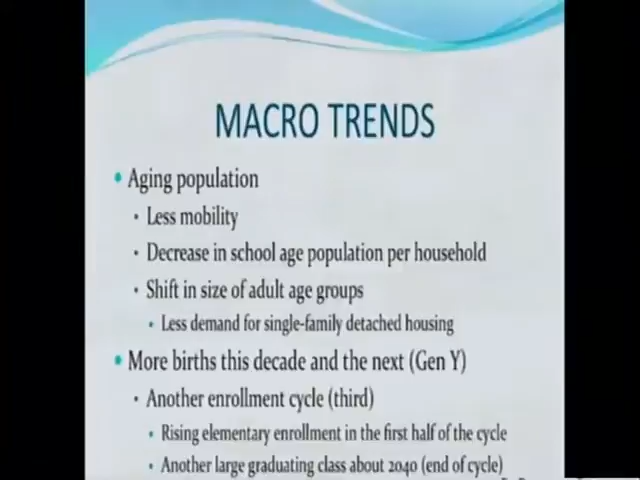 MACRO TRENDS
• Aging population
• Less mobility
• Decrease in school age population per household
• Shift in size of adult age groups
• Less demand for single-family detached housing
• More births this decade and the next (Gen Y)
• Another enrollment cycle (third)
• Rising elementary enrollment in the first half of the cycle
• Another large graduating class about 2040 (end of cycle)